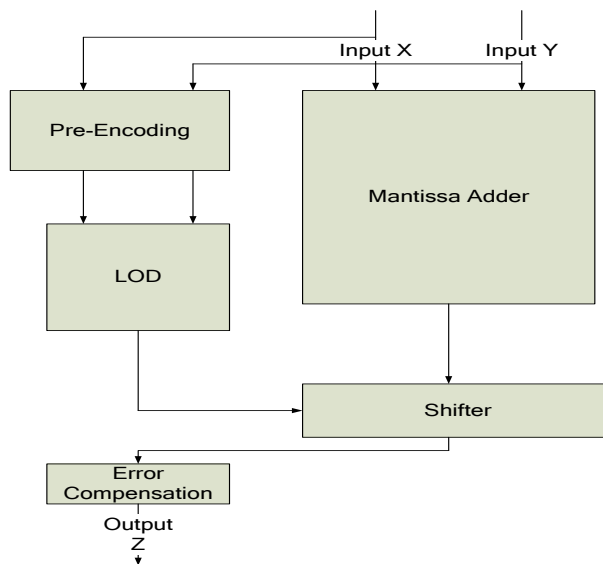 Input X
Input Y
Pre-Encoding
Mantissa Adder
LOD
Shifter
Error
Compensation
Output
Z